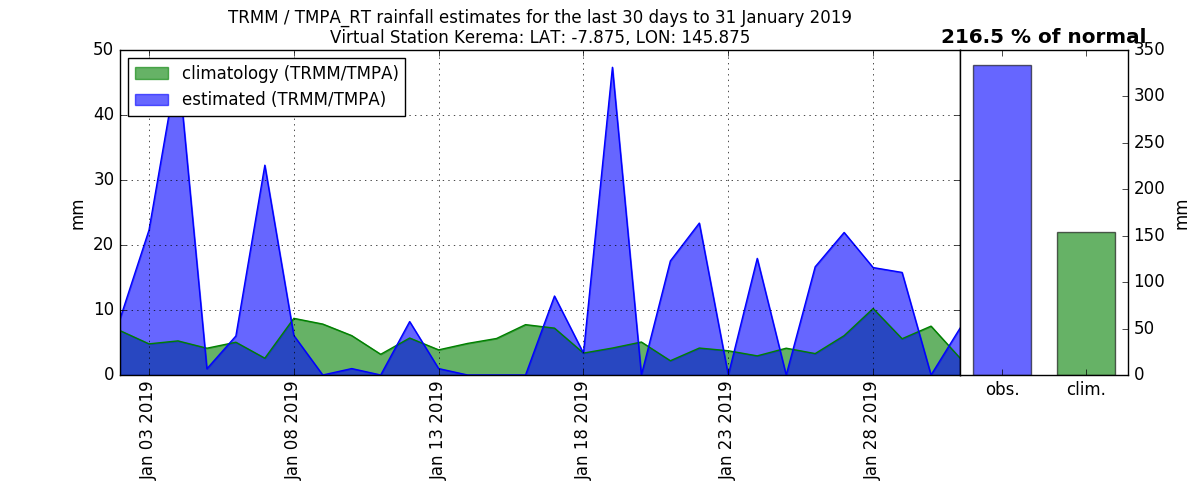 TRMM / TMPA_RT rainfall estimates for the last 30 days to 31 January 2019
Virtual Station Kerema: LAT: -7.875, LON: 145.875
216.5 % of normal
climatology (TRMM/TMPA)
estimated (TRMM/TMPA)
50
40
30
20
10
0
mm
Jan 03 2019
Jan 08 2019
Jan 13 2019
Jan 18 2019
Jan 23 2019
Jan 28 2019
obs.
clim.
350
300
250
200
150
100
50
0
mm